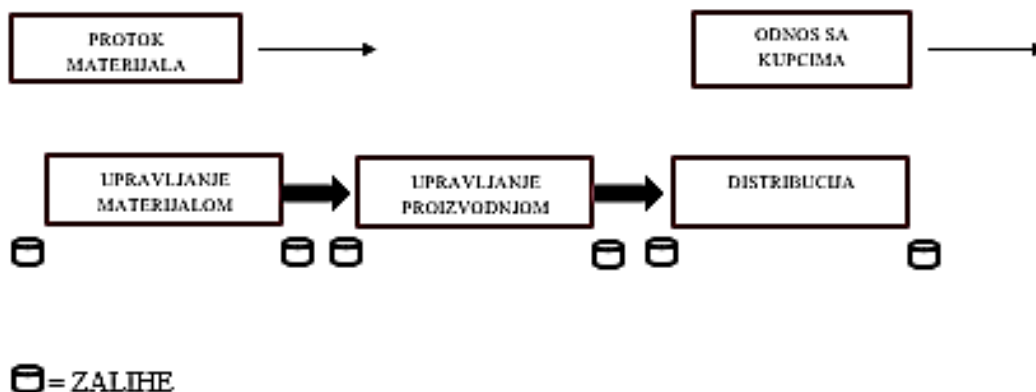 PROTOK
MATERIJALA
ODNOS SA
KUPCIMA
UPRAVLJANJE
MATERIJALOM
UPRAVLJANJE
PROIZVODNJOM
DISTRIBUCIJA
= ZALIHE